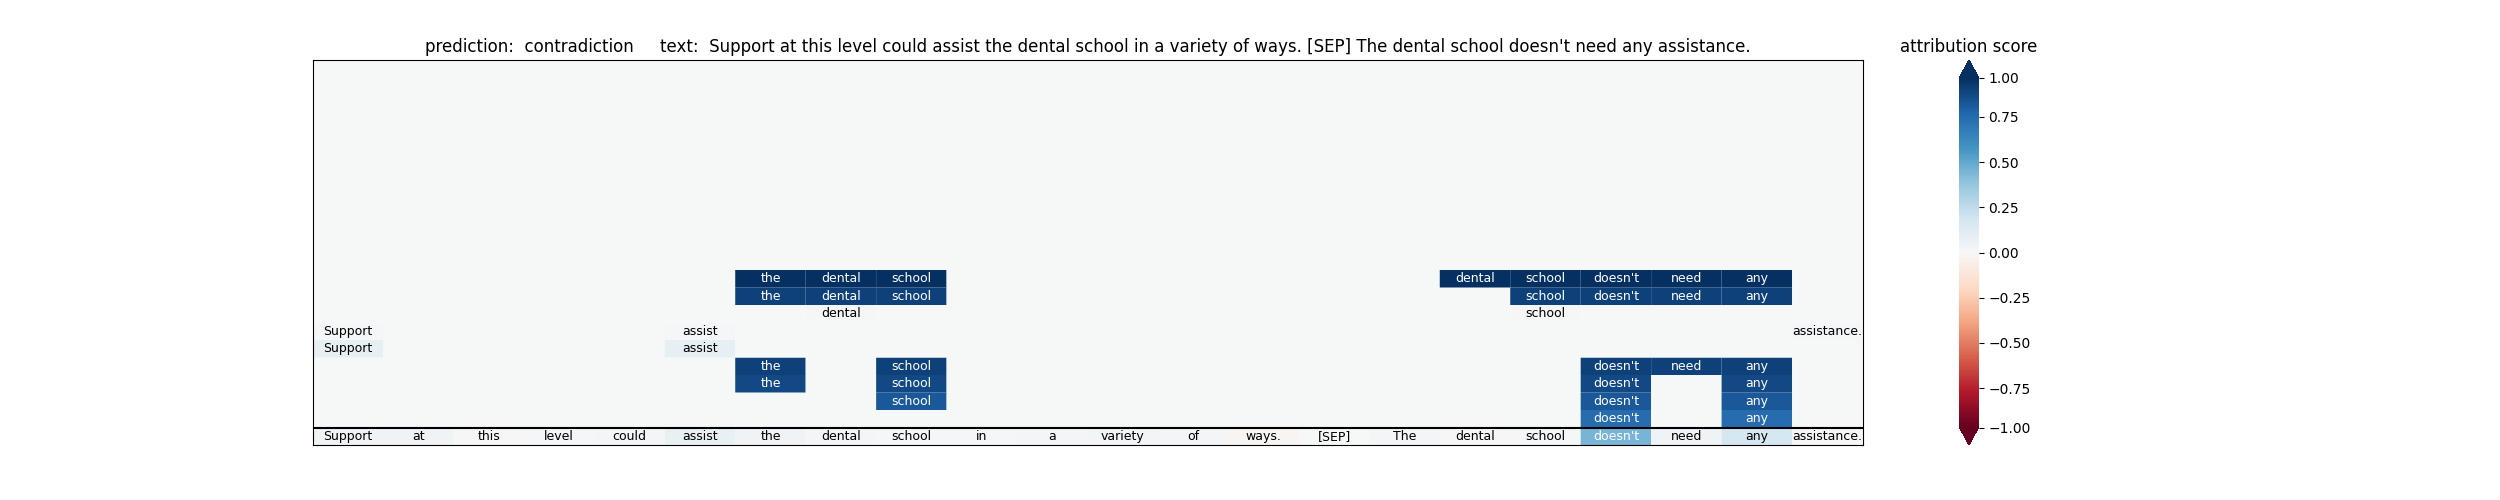 prediction:  contradiction     text:  Support at this level could assist the dental school in a variety of ways. [SEP] The dental school doesn't need any assistance.
attribution score
1.00
0.75
0.50
0.25
0.00
−0.25
−0.50
−0.75
−1.00
the dental school dental school doesn't need any
the dental school school doesn't need any
dental school
Support assist assistance.
Support assist
the school doesn't need any
the school doesn't any
school doesn't any
doesn't any
Support at this level could assist the dental school in a variety of ways. [SEP] The dental school doesn't need any assistance.